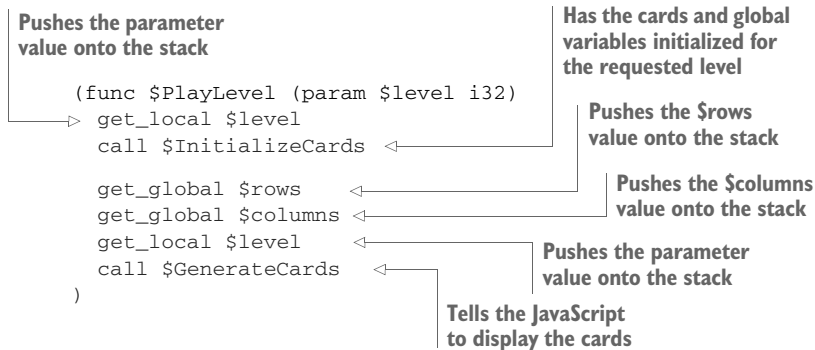 Pushes the parameter
value onto the stack
Has the cards and global
variables initialized for
the requested level
(func $PlayLevel (param $level i32)
get_local $level
call $InitializeCards
Pushes the $rows
value onto the stack
get_global $rows
get_global $columns
Pushes the $columns
value onto the stack
get_local $level
call $GenerateCards
Pushes the parameter
value onto the stack
)
Tells the JavaScript
to display the cards